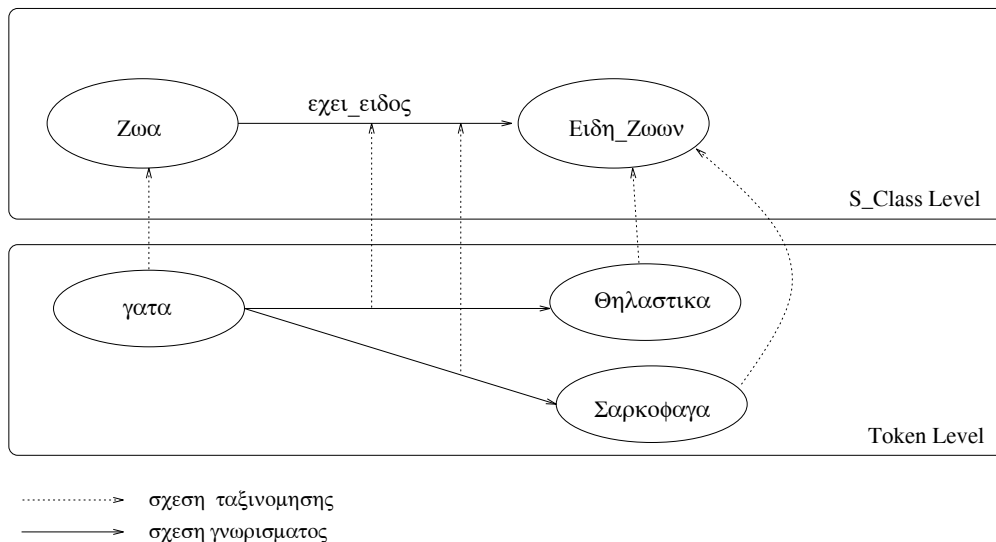 εχει_ειδος
Ζωα
Ειδη_Ζωων
S_Class Level
γατα
Θηλαστικα
Σαρκοφαγα
Token Level
σχεση ταξινομησης
σχεση γνωρισματος